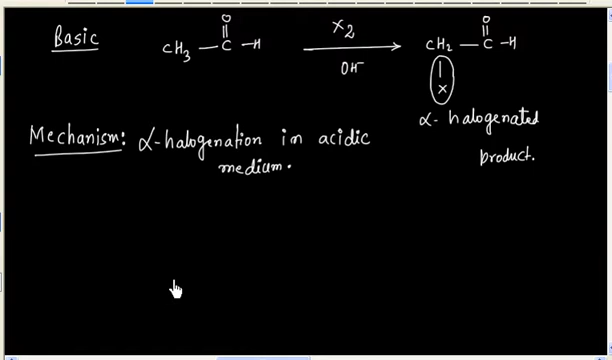 Basic
O O
CH3 — C — H X2 CH2 — C — H
OH⁻
X
α- halogenated
product.
Mechanism: α-halogenation in acidic
medium.